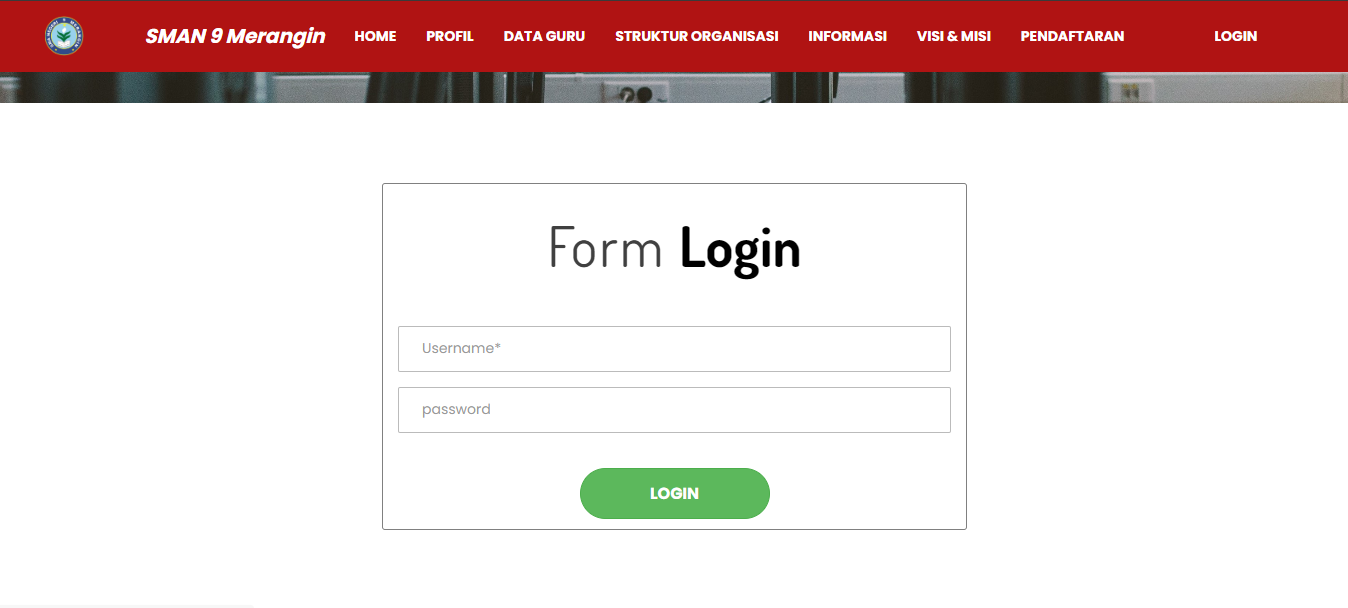 SMAN 9 Merangin HOME PROFIL DATA GURU STRUKTUR ORGANISASI INFORMASI VISI & MISI PENDAFTARAN LOGIN
Form Login
Username*
password
LOGIN